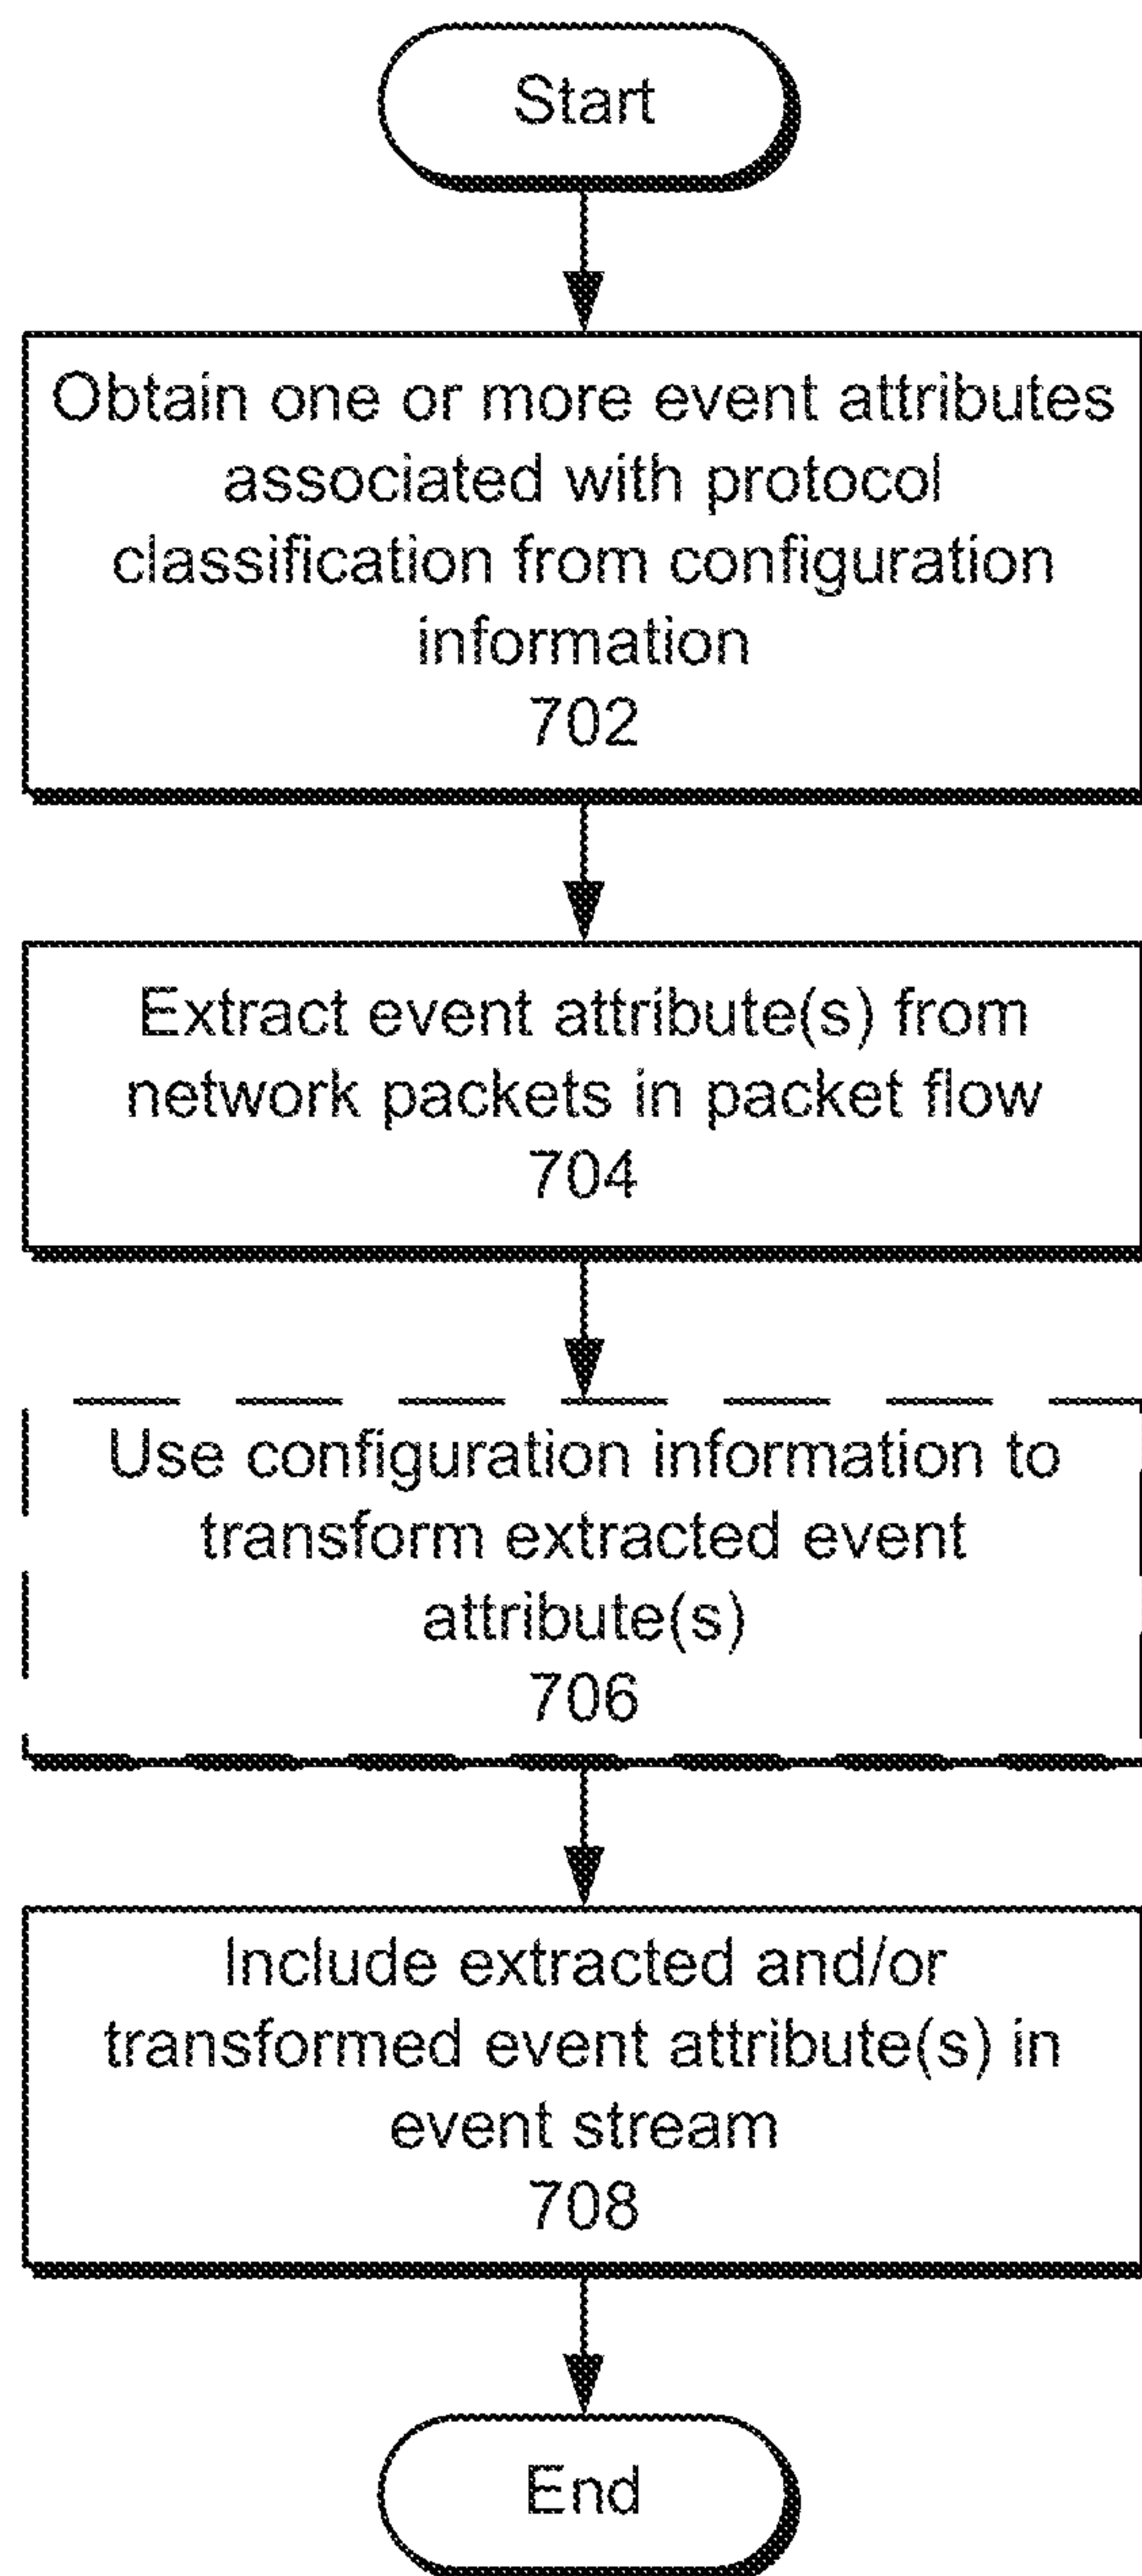 Start
Obtain one or more event attributes
associated with protocol
classification from configuration
information
702
Extract event attribute(s) from
network packets in packet flow
704
Use configuration information to
transform extracted event
attribute(s)
706
Include extracted and/or
transformed event attribute(s) in
event stream
708
End